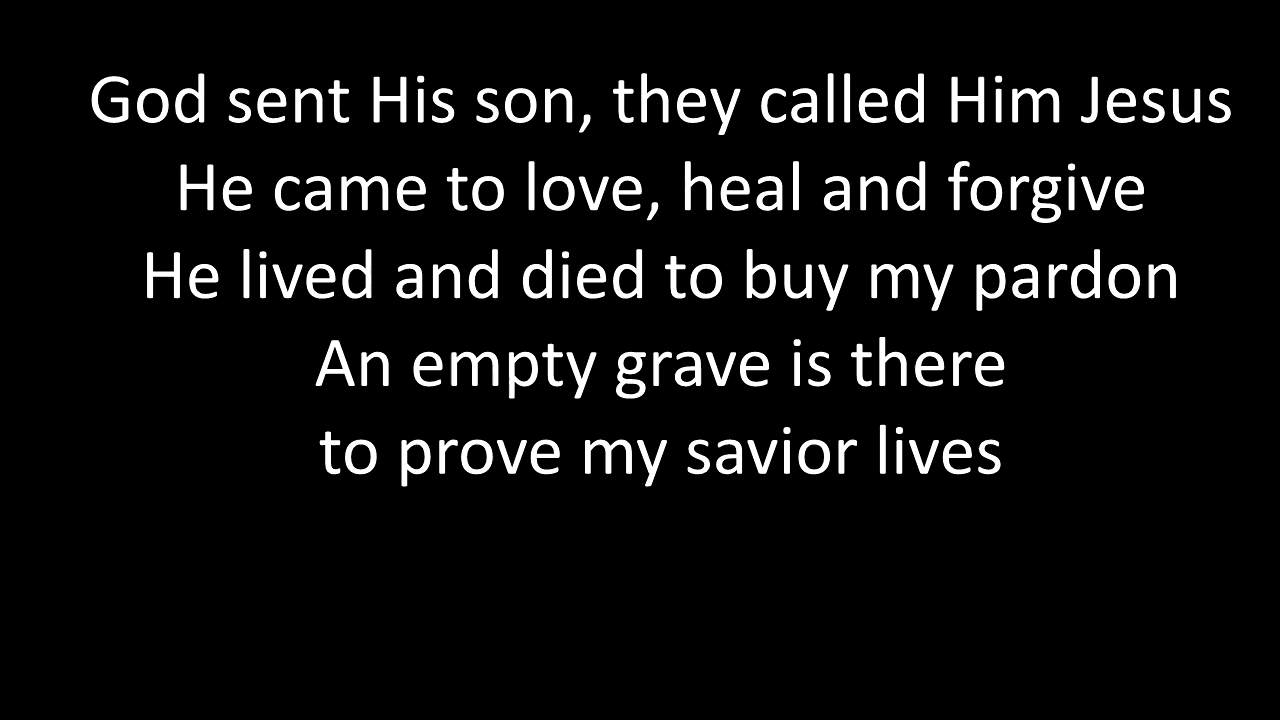 God sent His son, they called Him Jesus
He came to love, heal and forgive
He lived and died to buy my pardon
An empty grave is there
to prove my savior lives